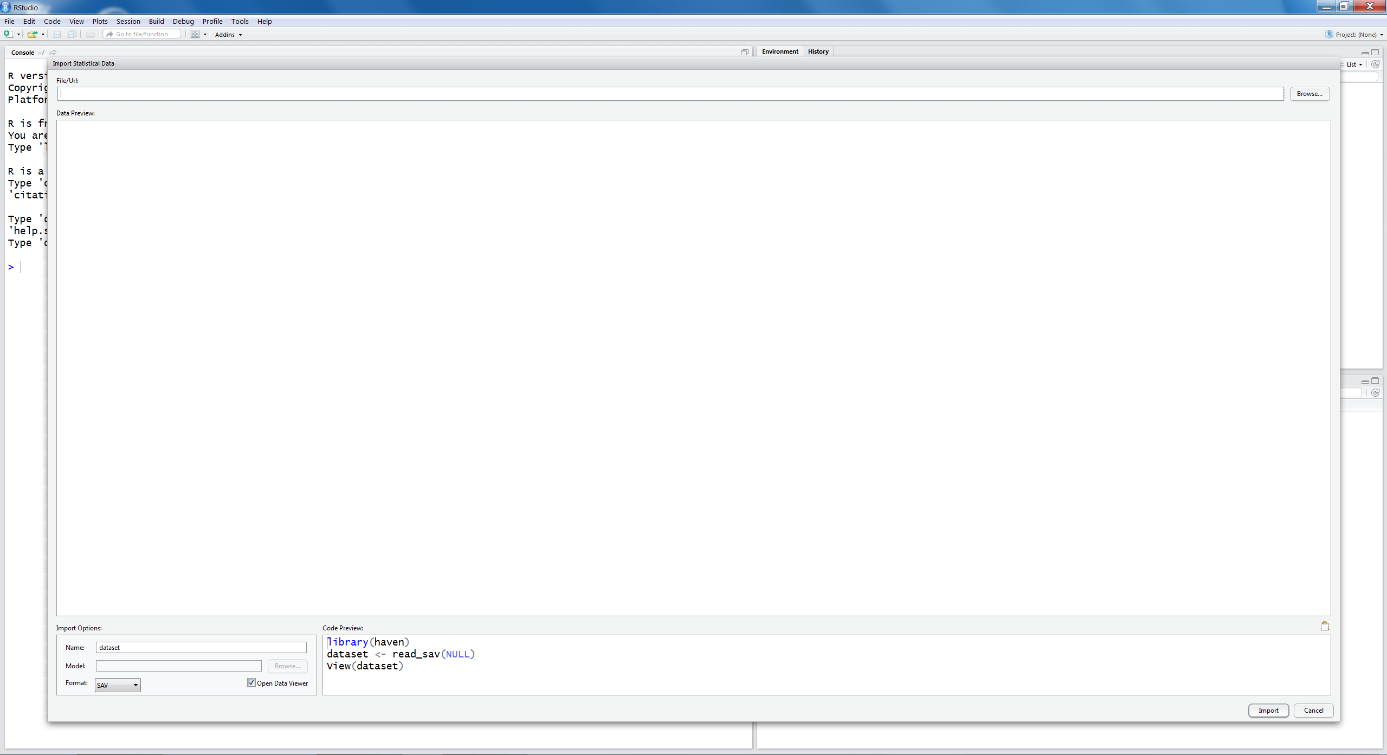 RStudio
File Edit Code View Plots Session Build Debug Profile Tools Help
Go to file/function Addins Project: (None)
Console ~/ Environment History
Import Statistical Data
List
File/Url:
Browse...
Data Preview:
R versi
Copyrig
Platfor
R is fr
You are
Type 'l
R is a
Type 'c
'citati
Type 'd
'help.s
Type 'q
>
Import Options: Code Preview:
Name: dataset
Model: Browse...
Format: SAV Open Data Viewer
library(haven)
dataset <- read_sav(NULL)
View(dataset)
Import Cancel